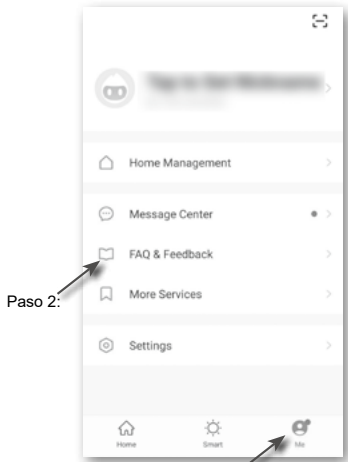 Home Management
Message Center
FAQ & Feedback
Paso 2:
More Services
Settings
Home Smart Me